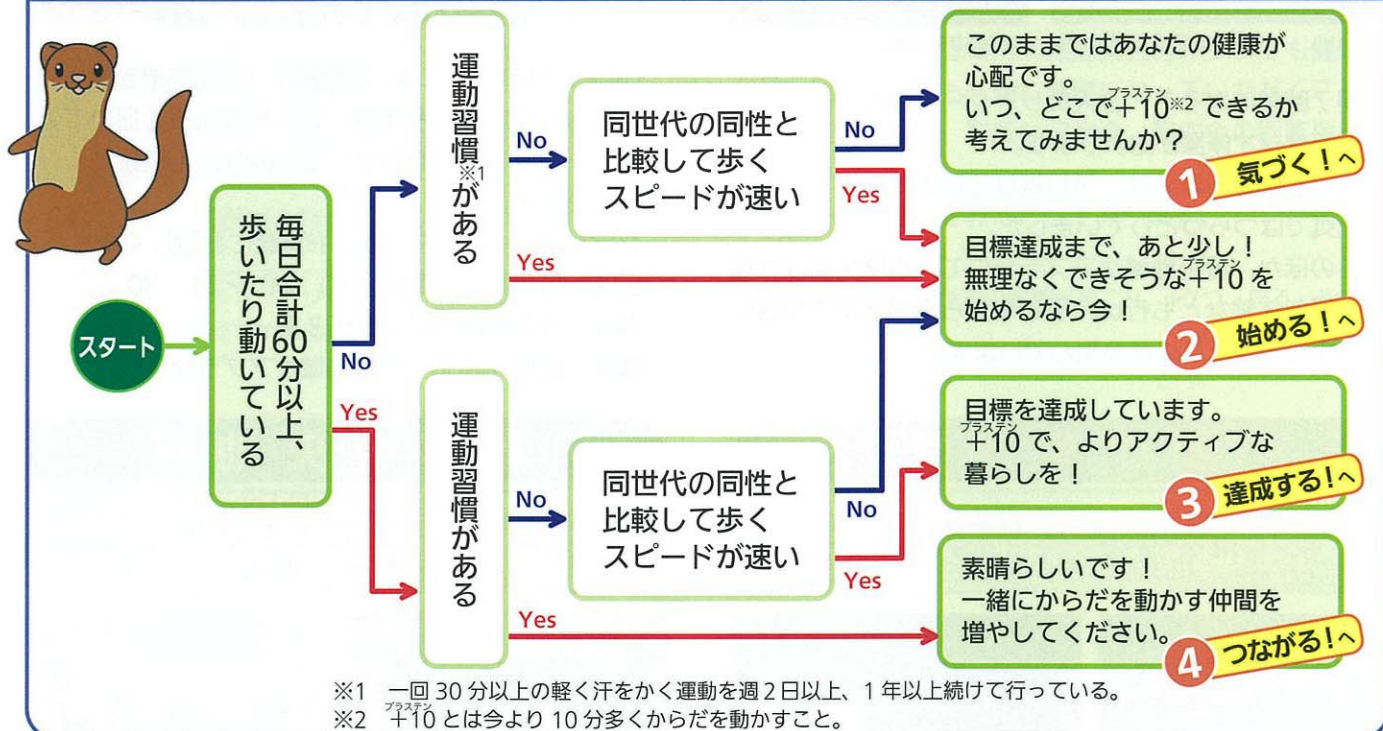 スタート
毎日合計60分以上、
歩いたり動いている
No
Yes
運動習慣※1がある
No
Yes
同世代の同性と
比較して歩く
スピードが速い
No
Yes
運動習慣がある
No
Yes
同世代の同性と
比較して歩く
スピードが速い
No
Yes
このままではあなたの健康が
心配です。
プラステン
いつ、どこで+10※2 できるか
考えてみませんか?
1 気づく!へ
目標達成まで、あと少し!
プラステン
無理なくできそうな+10 を
始めるなら今!
2 始める!へ
目標を達成しています。
プラステン
+10 で、よりアクティブな
暮らしを!
3 達成する!へ
素晴らしいです!
一緒にからだを動かす仲間を
増やしてください。
4 つながる!へ
※1 一回 30 分以上の軽く汗をかく運動を週 2 日以上、1 年以上続けて行っている。
プラステン
※2 +10 とは今より 10 分多くからだを動かすこと。